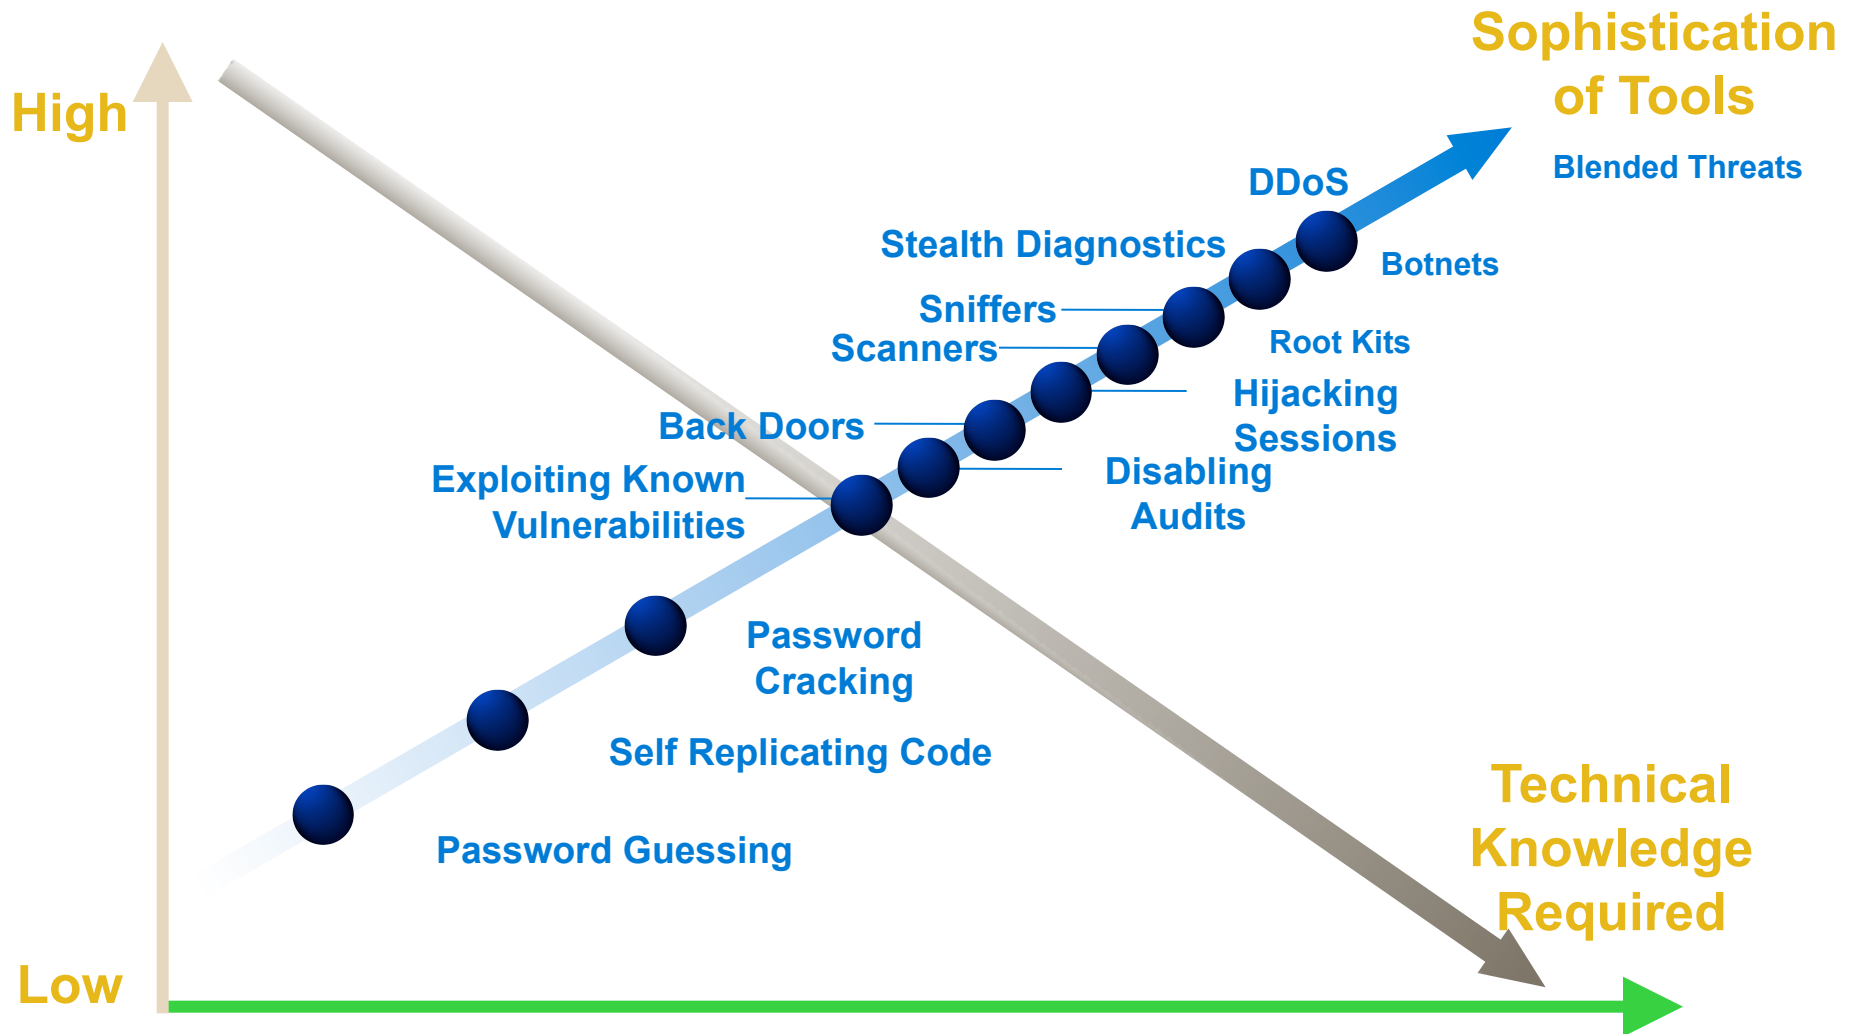 Sophistication
of Tools
High
Blended Threats
DDoS
Stealth Diagnostics
Botnets
Sniffers
Scanners
Root Kits
Hijacking
Sessions
Back Doors
Exploiting Known
Vulnerabilities
Disabling
Audits
Password
Cracking
Self Replicating Code
Password Guessing
Technical
Knowledge
Required
Low